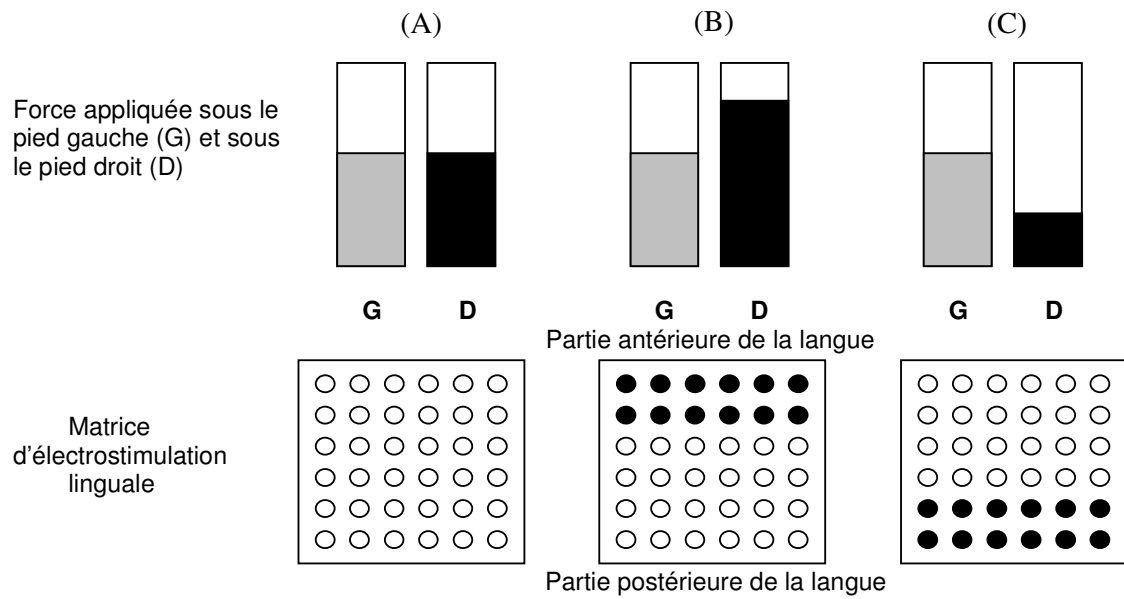 (A) (B) (C)
Force appliquée sous le
pied gauche (G) et sous
le pied droit (D)
G D G D G D
Partie antérieure de la langue
Matrice
d'électrostimulation
linguale
Partie postérieure de la langue